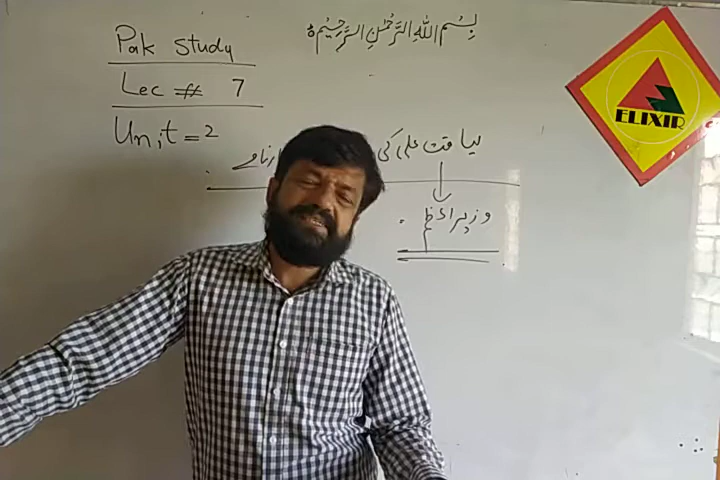 بِسْمِ اللهِ الرَّحْمٰنِ الرَّحِيْمِ
Pak Study
Lec # 7
Unit = 2
ELIXIR
لیاقت علی کی
وزیراعظم